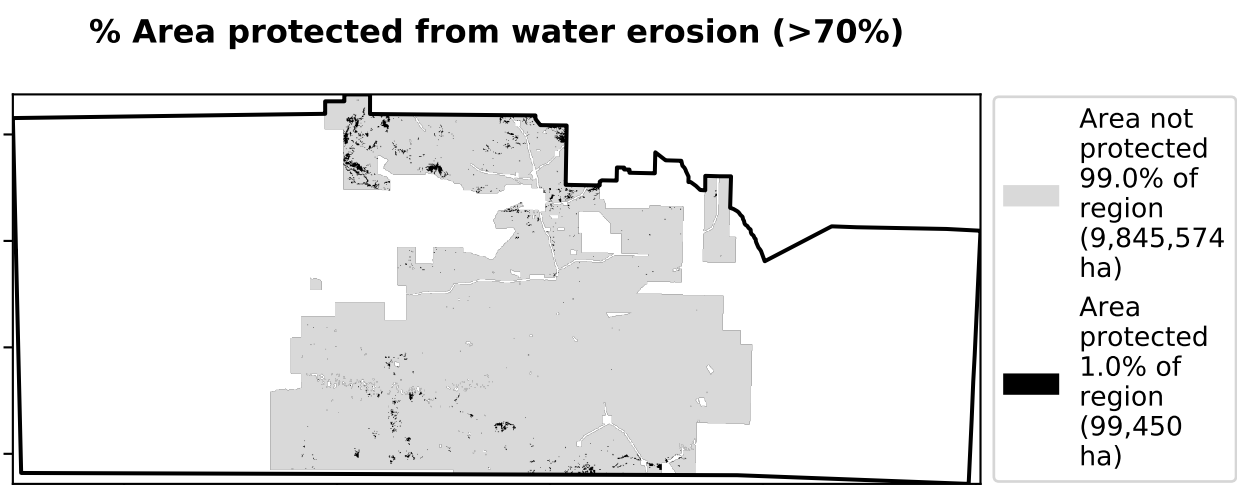 % Area protected from water erosion (>70%)
Area not
protected
99.0% of
region
(9,845,574
ha)
Area
protected
1.0% of
region
(99,450
ha)